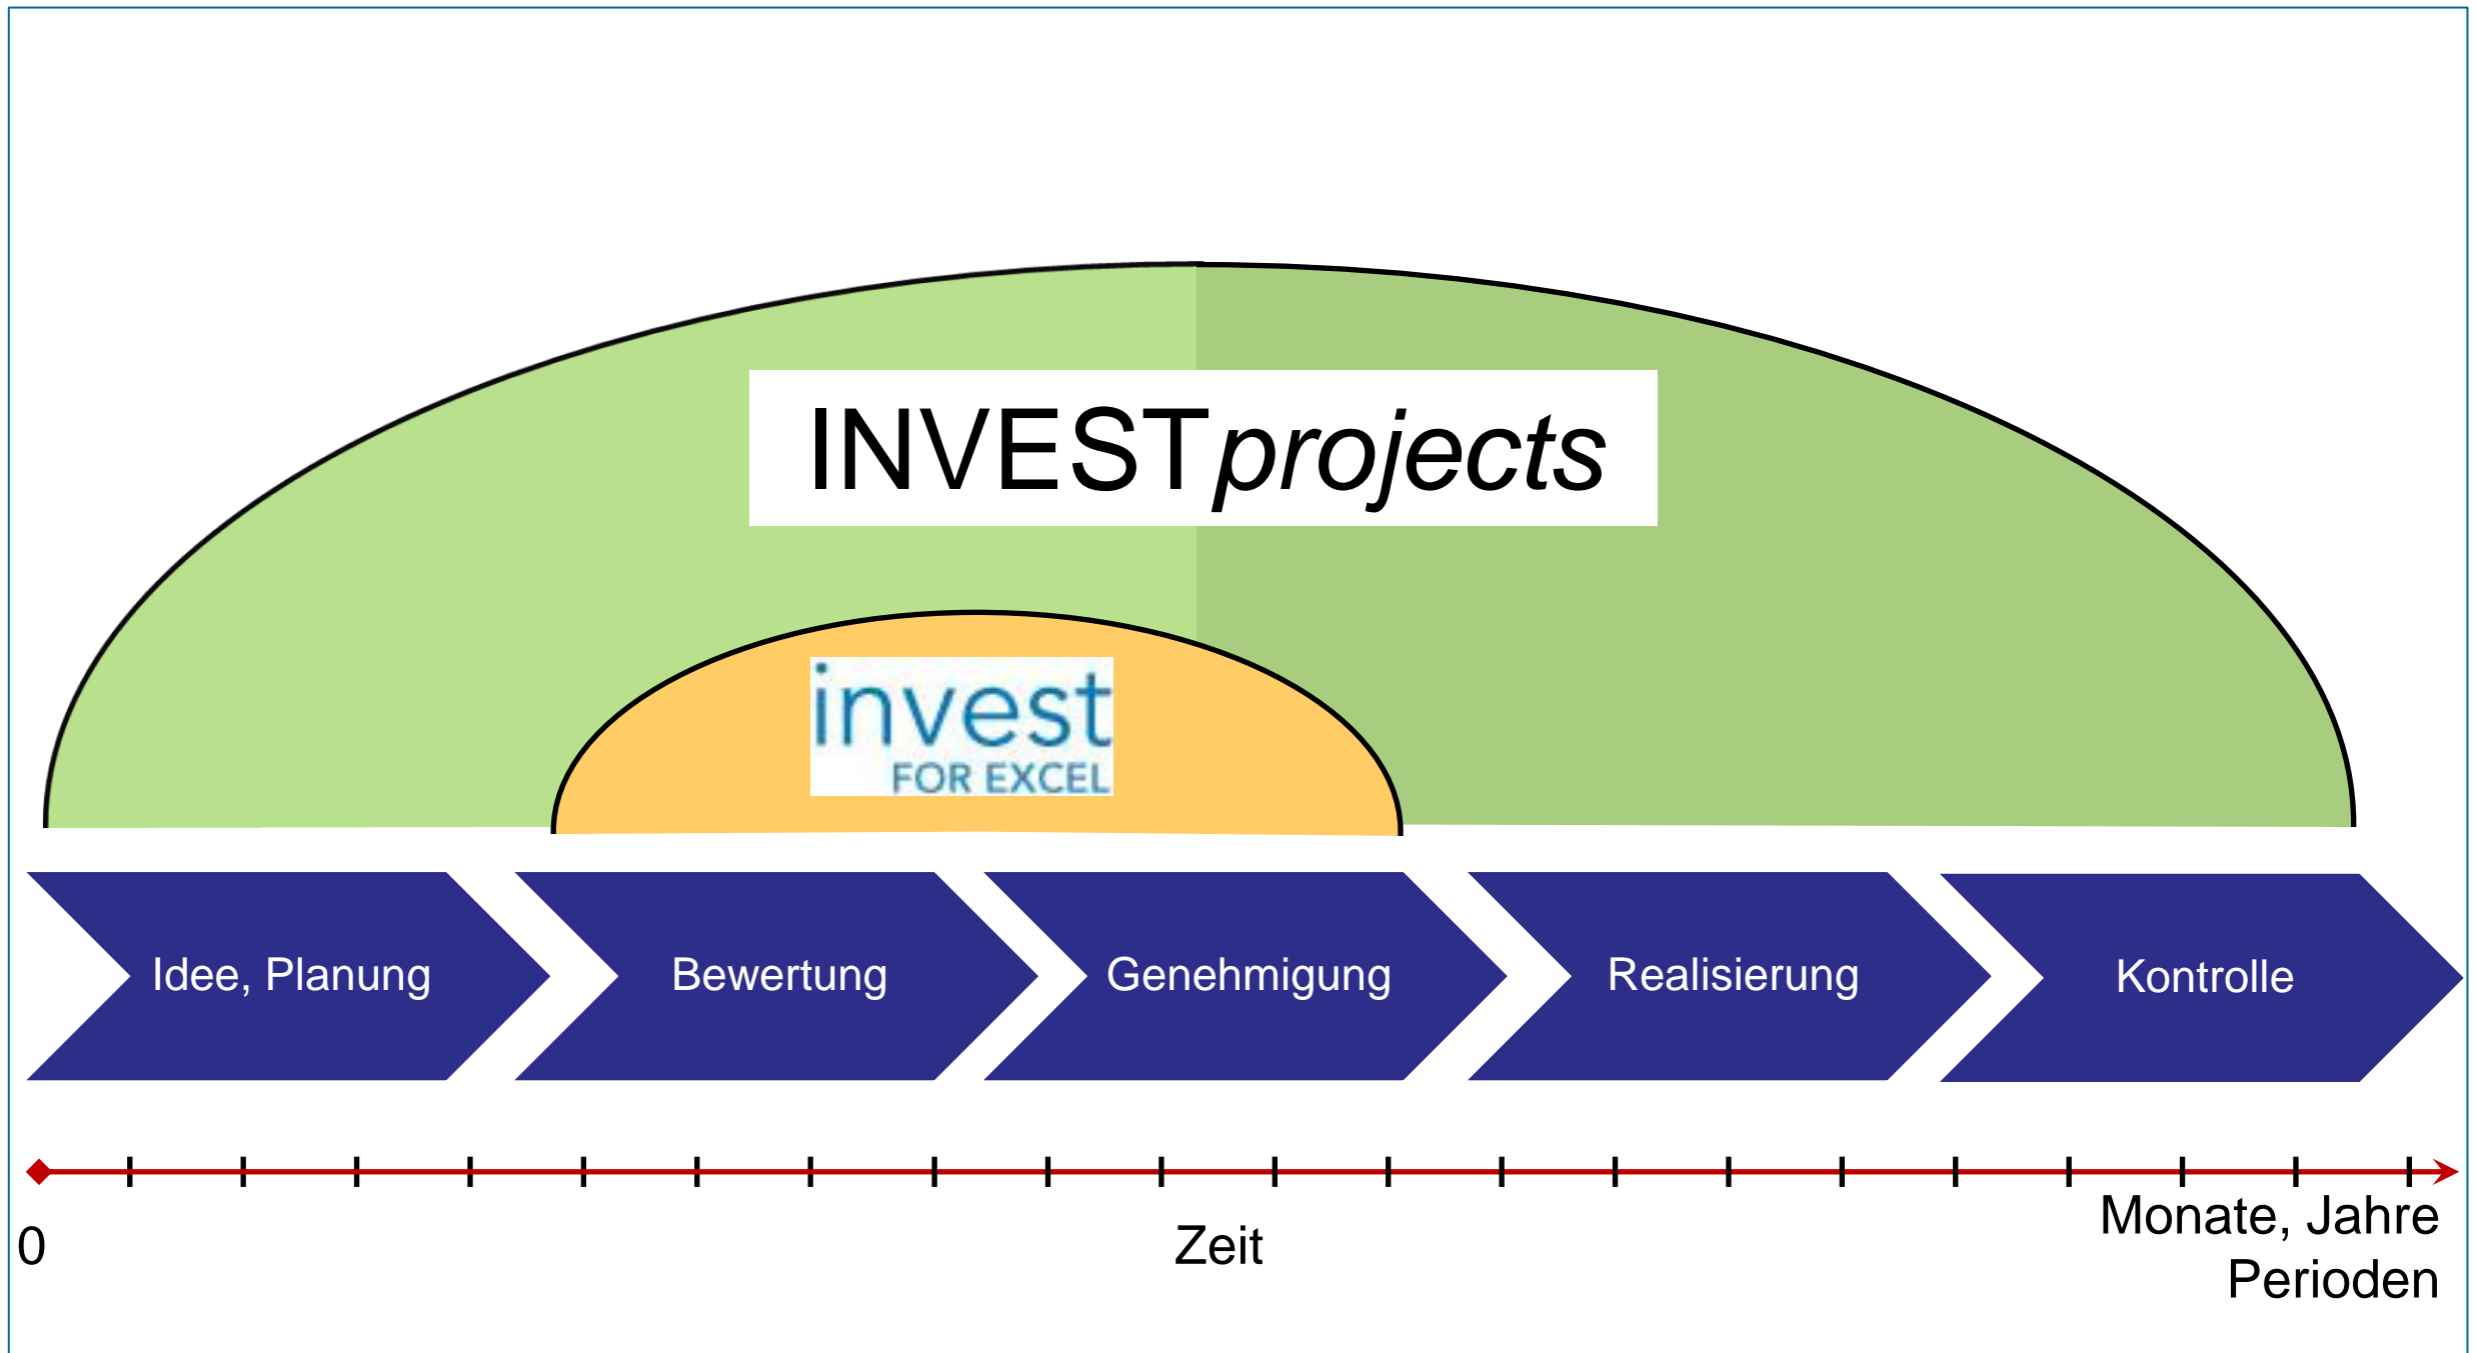 INVESTprojects
invest
FOR EXCEL
Idee, Planung
Bewertung
Genehmigung
Realisierung
Kontrolle
0
Zeit
Monate, Jahre
Perioden